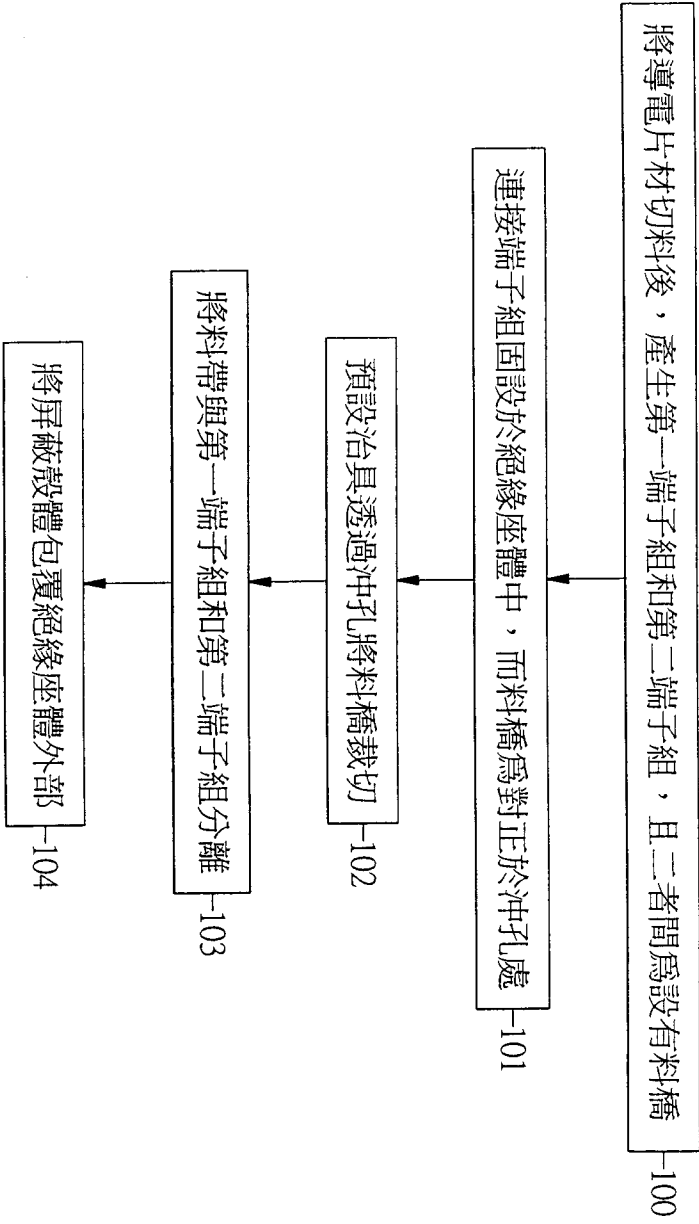 將導電片材切料後，產生第一端子組和第二端子組，且二者間爲設有料橋
100
連接端子組固設於絕緣座體中，而料橋爲對正於沖孔處
101
預設治具透過沖孔將料橋裁切
102
將料帶與第一端子組和第二端子組分離
103
將屏蔽殼體包覆絕緣座體外部
104